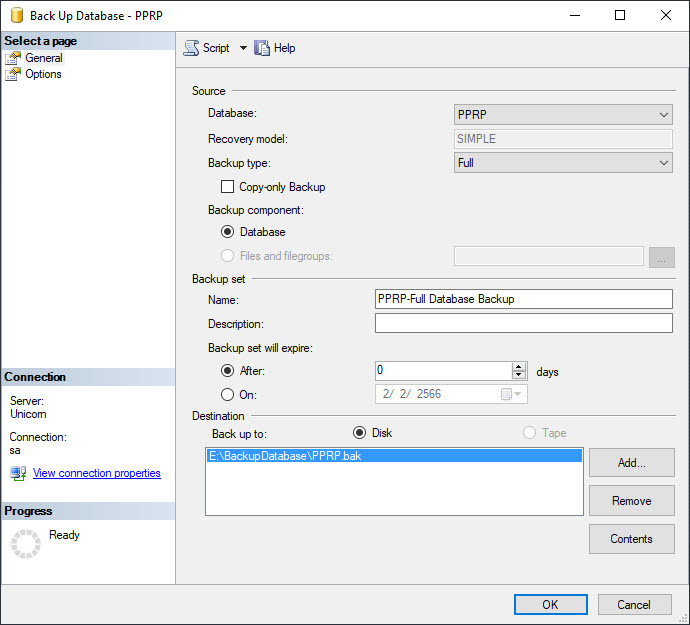 Back Up Database - PPRP
Select a page
General
Options
Script
Help
Source
Database:
PPRP
Recovery model:
SIMPLE
Backup type:
Full
Copy-only Backup
Backup component:
Database
Files and filegroups:
...
Backup set
Name:
PPRP-Full Database Backup
Description:
Backup set will expire:
After:
0
days
On:
2/ 2/ 2566
Destination
Back up to:
Disk
Tape
E:\BackupDatabase\PPRP.bak
Add...
Remove
Contents
Connection
Server:
Unicorn
Connection:
sa
View connection properties
Progress
Ready
OK
Cancel